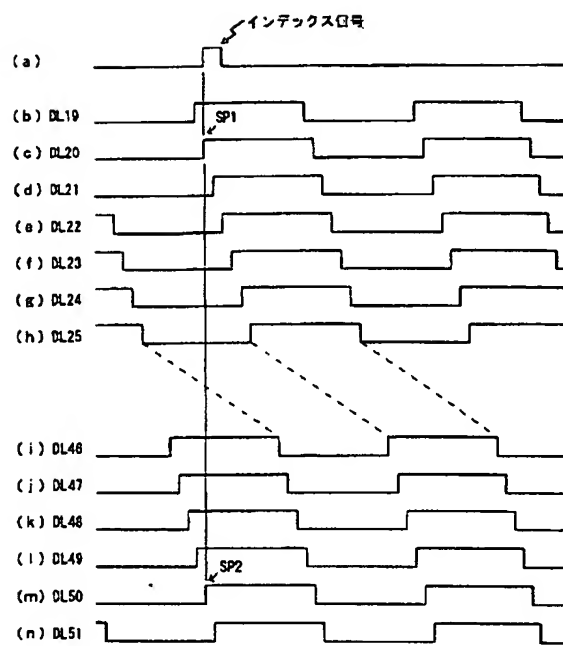 インデックス信号
(a)
(b) DL19
SP1
(c) DL20
(d) DL21
(e) DL22
(f) DL23
(g) DL24
(h) DL25
(i) DL46
(j) DL47
(k) DL48
(l) DL49
SP2
(m) DL50
(n) DL51